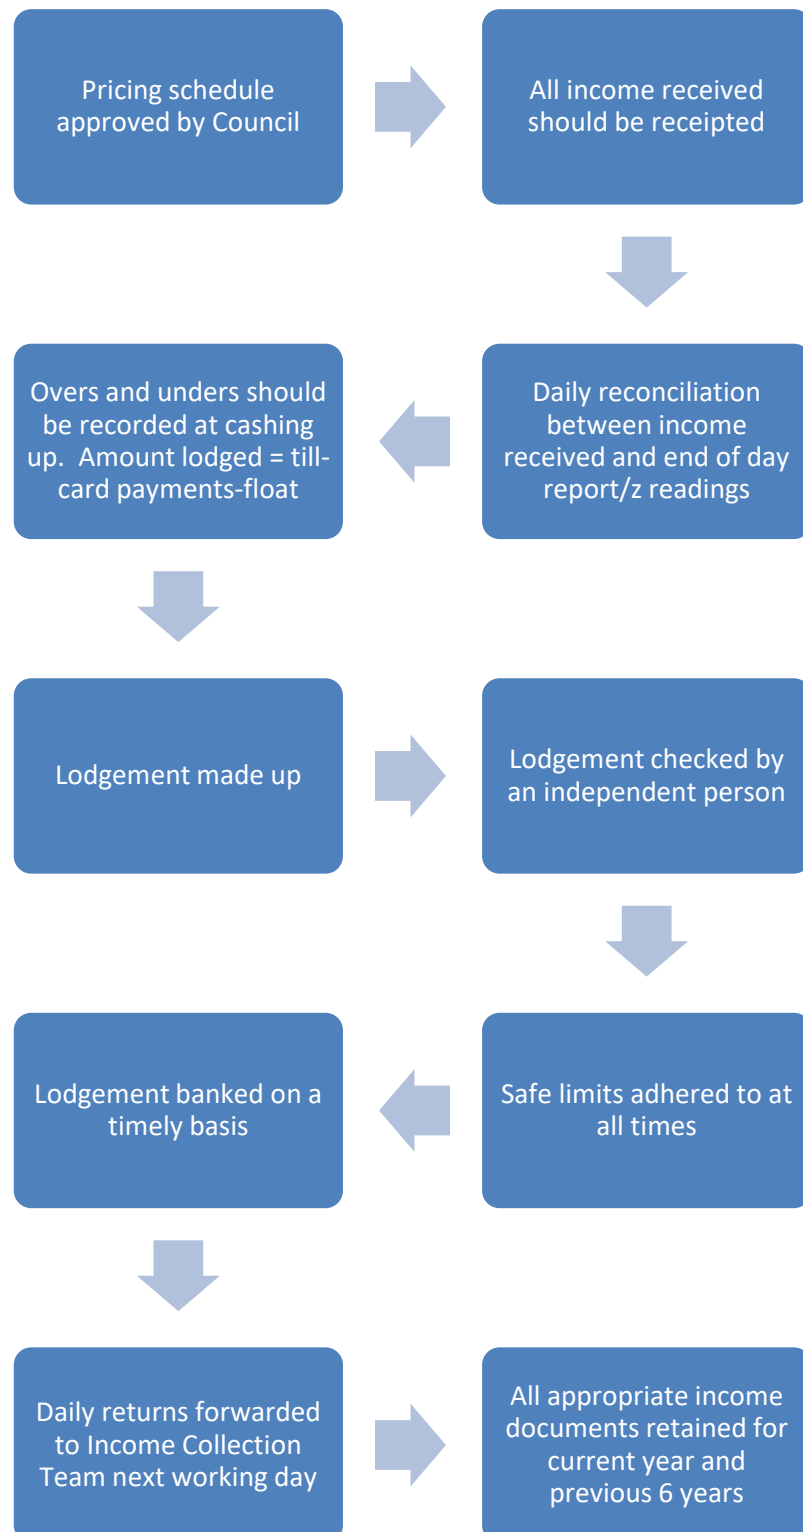 Pricing schedule
approved by Council
All income received
should be receipted
Daily reconciliation
between income
received and end of day
report/z readings
Overs and unders should
be recorded at cashing
up.  Amount lodged = till-
card payments-float
Lodgement made up
Lodgement checked by
an independent person
Safe limits adhered to at
all times
Lodgement banked on a
timely basis
Daily returns forwarded
to Income Collection
Team next working day
All appropriate income
documents retained for
current year and
previous 6 years